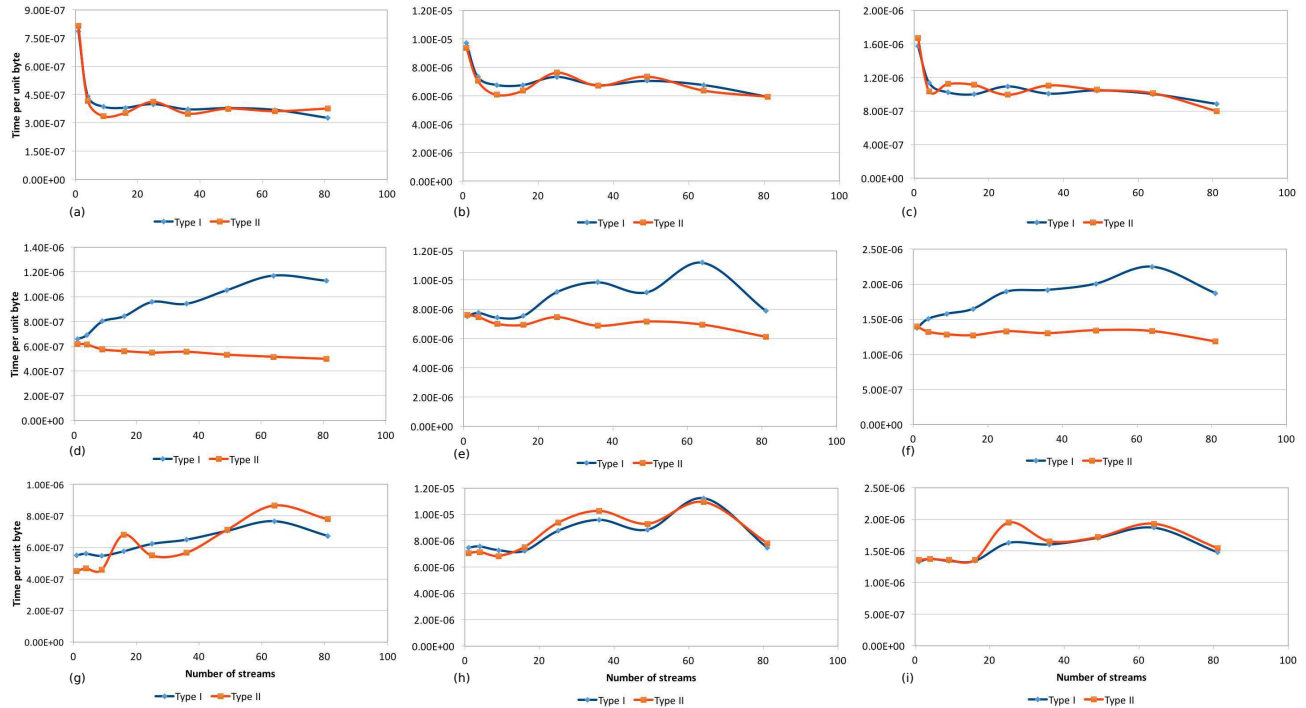 9.00E-07
7.50E-07
6.00E-07
4.50E-07
3.00E-07
1.50E-07
0.00E+00
Time per unit byte
0 20 40 60 80 100
(a)
Type I Type II
1.20E-05
1.00E-05
8.00E-06
6.00E-06
4.00E-06
2.00E-06
0.00E+00
0 20 40 60 80 100
(b)
Type I Type II
2.00E-06
1.60E-06
1.20E-06
8.00E-07
4.00E-07
0.00E+00
0 20 40 60 80 100
(c)
Type I Type II
1.40E-06
1.20E-06
1.00E-06
8.00E-07
6.00E-07
4.00E-07
2.00E-07
0.00E+00
Time per unit byte
0 20 40 60 80 100
(d)
Type I Type II
1.20E-05
1.00E-05
8.00E-06
6.00E-06
4.00E-06
2.00E-06
0.00E+00
0 20 40 60 80 100
(e)
Type I Type II
2.50E-06
2.00E-06
1.50E-06
1.00E-06
5.00E-07
0.00E+00
0 20 40 60 80 100
(f)
Type I Type II
1.00E-06
8.00E-07
6.00E-07
4.00E-07
2.00E-07
0.00E+00
Time per unit byte
0 20 40 60 80 100
Number of streams
(g)
Type I Type II
1.20E-05
1.00E-05
8.00E-06
6.00E-06
4.00E-06
2.00E-06
0.00E+00
0 20 40 60 80 100
Number of streams
(h)
Type I Type II
2.50E-06
2.00E-06
1.50E-06
1.00E-06
5.00E-07
0.00E+00
0 20 40 60 80 100
Number of streams
(i)
Type I Type II